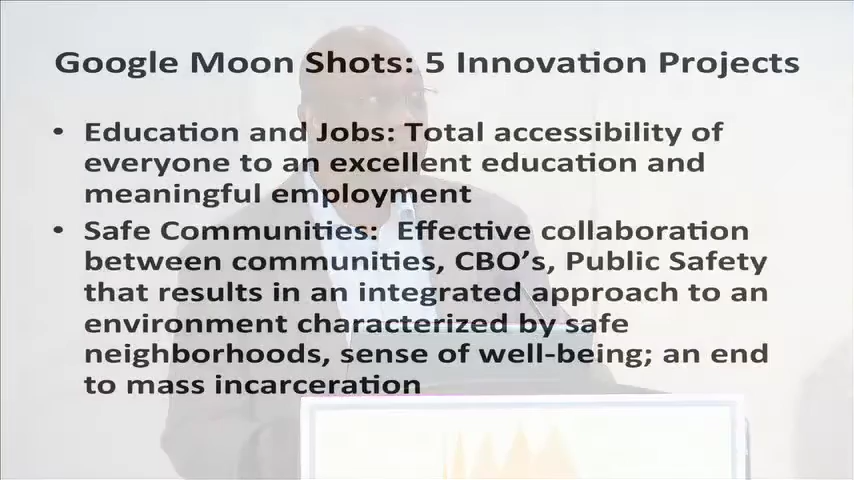 Google Moon Shots: 5 Innovation Projects
• Education and Jobs: Total accessibility of
everyone to an excellent education and
meaningful employment
• Safe Communities:  Effective collaboration
between communities, CBO's, Public Safety
that results in an integrated approach to an
environment characterized by safe
neighborhoods, sense of well-being; an end
to mass incarceration